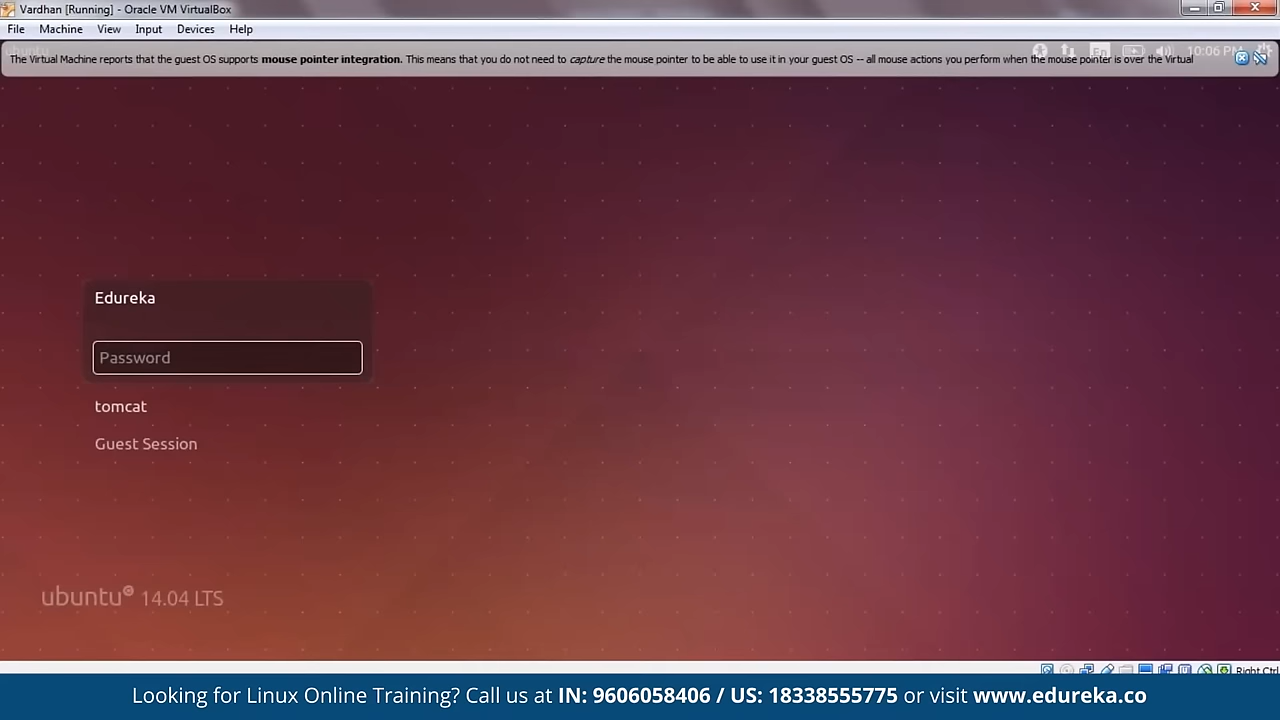 Vardhan [Running] - Oracle VM VirtualBox
File Machine View Input Devices Help
The Virtual Machine reports that the guest OS supports mouse pointer integration. This means that you do not need to capture the mouse pointer to be able to use it in your guest OS -- all mouse actions you perform when the mouse pointer is over the Virtual
En 10:06 PM
Edureka
Password
tomcat
Guest Session
ubuntu 14.04 LTS
Right Ctrl
Looking for Linux Online Training? Call us at IN: 9606058406 / US: 18338555775 or visit www.edureka.co